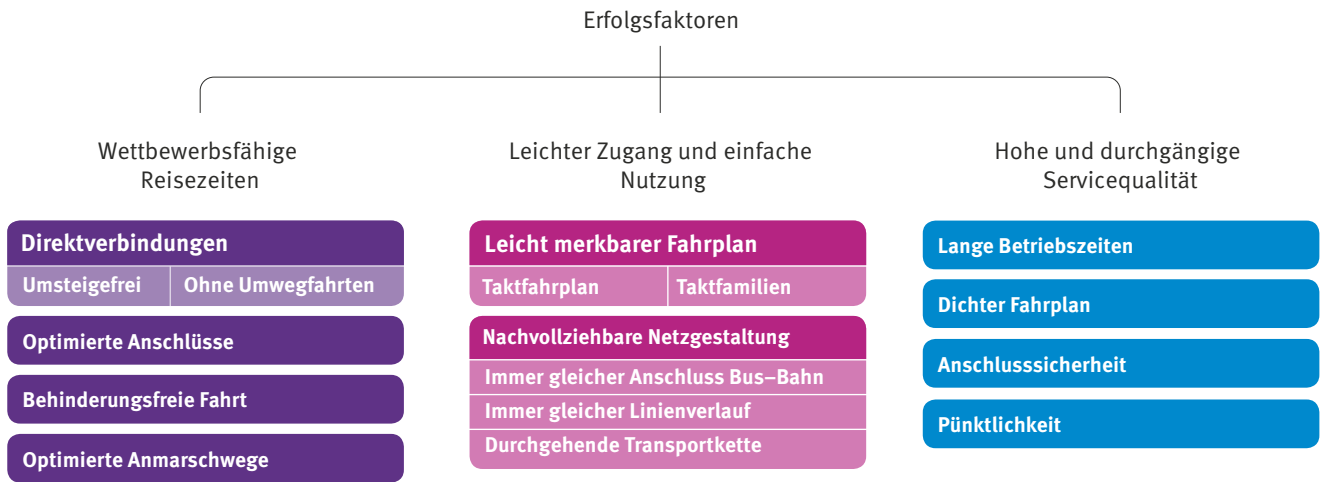 Erfolgsfaktoren
Wettbewerbsfähige
Reisezeiten
Direktverbindungen
Umsteigefrei
Ohne Umwegfahrten
Optimierte Anschlüsse
Behinderungsfreie Fahrt
Optimierte Anmarschwege
Leichter Zugang und einfache
Nutzung
Leicht merkbarer Fahrplan
Taktfahrplan
Taktfamilien
Nachvollziehbare Netzgestaltung
Immer gleicher Anschluss Bus–Bahn
Immer gleicher Linienverlauf
Durchgehende Transportkette
Hohe und durchgängige
Servicequalität
Lange Betriebszeiten
Dichter Fahrplan
Anschlusssicherheit
Pünktlichkeit